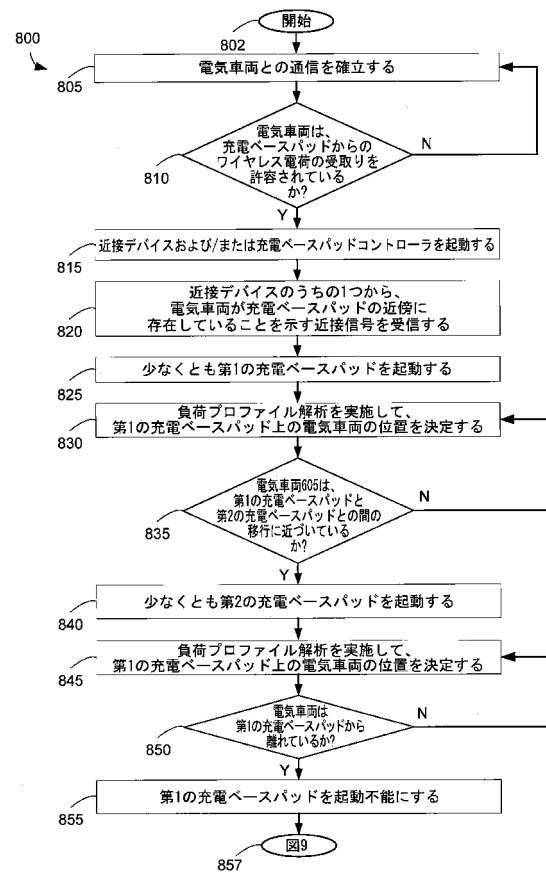 開始
800
802
電気車両との通信を確立する
805
電気車両は、
充電ベースパッドからの
ワイヤレス電荷の受取りを
許容されている
か?
N
810
Y
近接デバイスおよび/または充電ベースパッドコントローラを起動する
815
近接デバイスのうちの1つから、
電気車両が充電ベースパッドの近傍に
存在していることを示す近接信号を受信する
820
少なくとも第1の充電ベースパッドを起動する
825
負荷プロファイル解析を実施して、
第1の充電ベースパッド上の電気車両の位置を決定する
830
電気車両605は、
第1の充電ベースパッドと
第2の充電ベースパッドとの間の
移行に近づいている
か?
N
835
Y
少なくとも第2の充電ベースパッドを起動する
840
負荷プロファイル解析を実施して、
第1の充電ベースパッド上の電気車両の位置を決定する
845
電気車両は
第1の充電ベースパッドから
離れているか?
N
850
Y
第1の充電ベースパッドを起動不能にする
855
図9
857